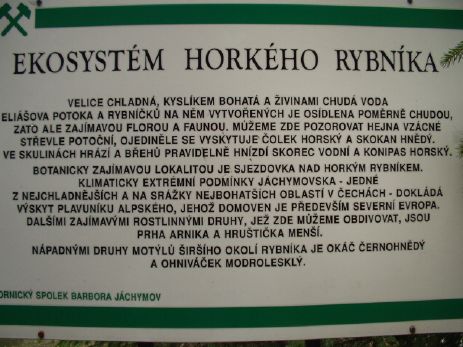 EKOSYSTÉM HORKÉHO RYBNÍKA
VELICE CHLADNÁ, KYSLÍKEM BOHATÁ A ŽIVINAMI CHUDÁ VODA
ELIÁŠOVA POTOKA A RYBNÍČKŮ NA NĚM VYTVOŘENÝCH JE OSÍDLENA POMĚRNĚ CHUDOU,
ZATO ALE ZAJÍMAVOU FLOROU A FAUNOU. MŮŽEME ZDE POZOROVAT HEJNA VZÁCNÉ
STŘEVLE POTOČNÍ, OJEDINĚLE SE VYSKYTUJE ČOLEK HORSKÝ A SKOKAN HNĚDÝ.
VE SKULINÁCH HRÁZÍ A BŘEHŮ PRAVIDELNĚ HNÍZDÍ SKOREC VODNÍ A KONIPAS HORSKÝ.
BOTANICKY ZAJÍMAVOU LOKALITOU JE SJEZDOVKA NAD HORKÝM RYBNÍKEM.
KLIMATICKY EXTRÉMNÍ PODMÍNKY JÁCHYMOVSKA - JEDNÉ
Z NEJCHLADNĚJŠÍCH A NA SRÁŽKY NEJBOHATŠÍCH OBLASTÍ V ČECHÁCH - DOKLÁDÁ
VÝSKYT PLAVUNÍKU ALPSKÉHO, JEHOŽ DOMOVEN JE PŘEDEVŠÍM SEVERNÍ EVROPA.
DALŠÍMI ZAJÍMAVÝMI ROSTLINNÝMI DRUHY, JEŽ ZDE MŮŽEME OBDIVOVAT, JSOU
PRHA ARNIKA A HRUŠTIČKA MENŠÍ.
NÁPADNÝMI DRUHY MOTÝLŮ ŠIRŠÍHO OKOLÍ RYBNÍKA JE OKÁČ ČERNOHNĚDÝ
A OHNIVÁČEK MODROLESKLÝ.
ORNICKÝ SPOLEK BARBORA JÁCHYMOV